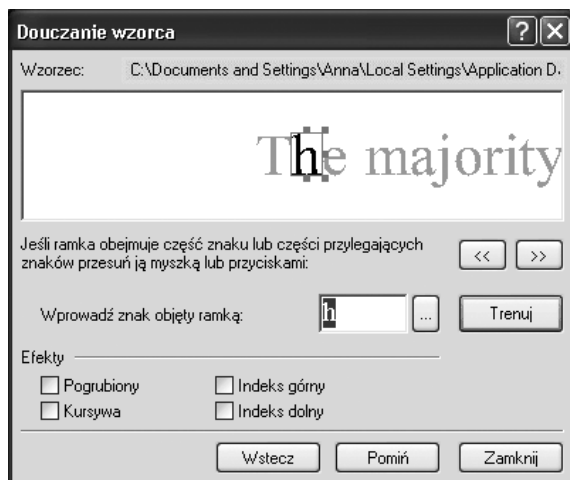 Douczanie wzorca
Wzorzec: C:\Documents and Settings\Anna\Local Settings\Application D
The majority
Jeśli ramka obejmuje część znaku lub części przylegających
znaków przesuń ją myszką lub przyciskami:
<< >>
Wprowadź znak objęty ramką: h ... Trenuj
Efekty
Pogrubiony Indeks górny
Kursywa Indeks dolny
Wstecz Pomiń Zamknij